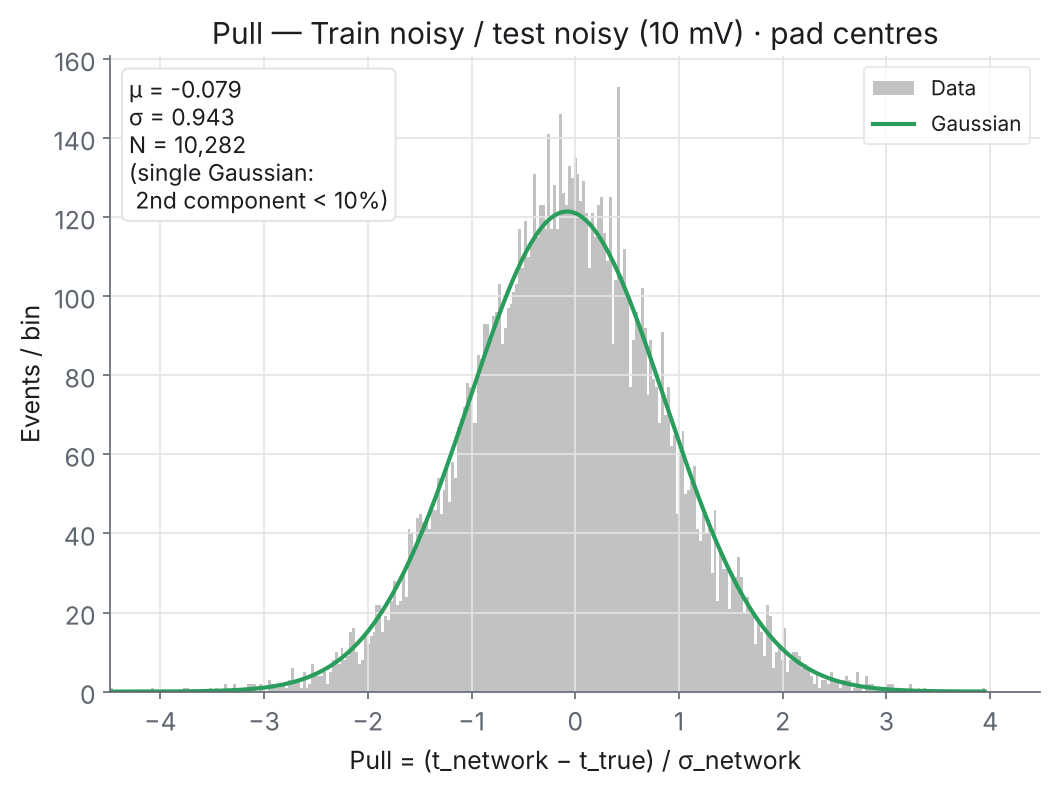 Pull — Train noisy / test noisy (10 mV) · pad centres
160
140
120
100
80
60
40
20
0
Events / bin
μ = -0.079
σ = 0.943
N = 10,282
(single Gaussian:
2nd component < 10%)
Data
Gaussian
−4
−3
−2
−1
0
1
2
3
4
Pull = (t_network − t_true) / σ_network